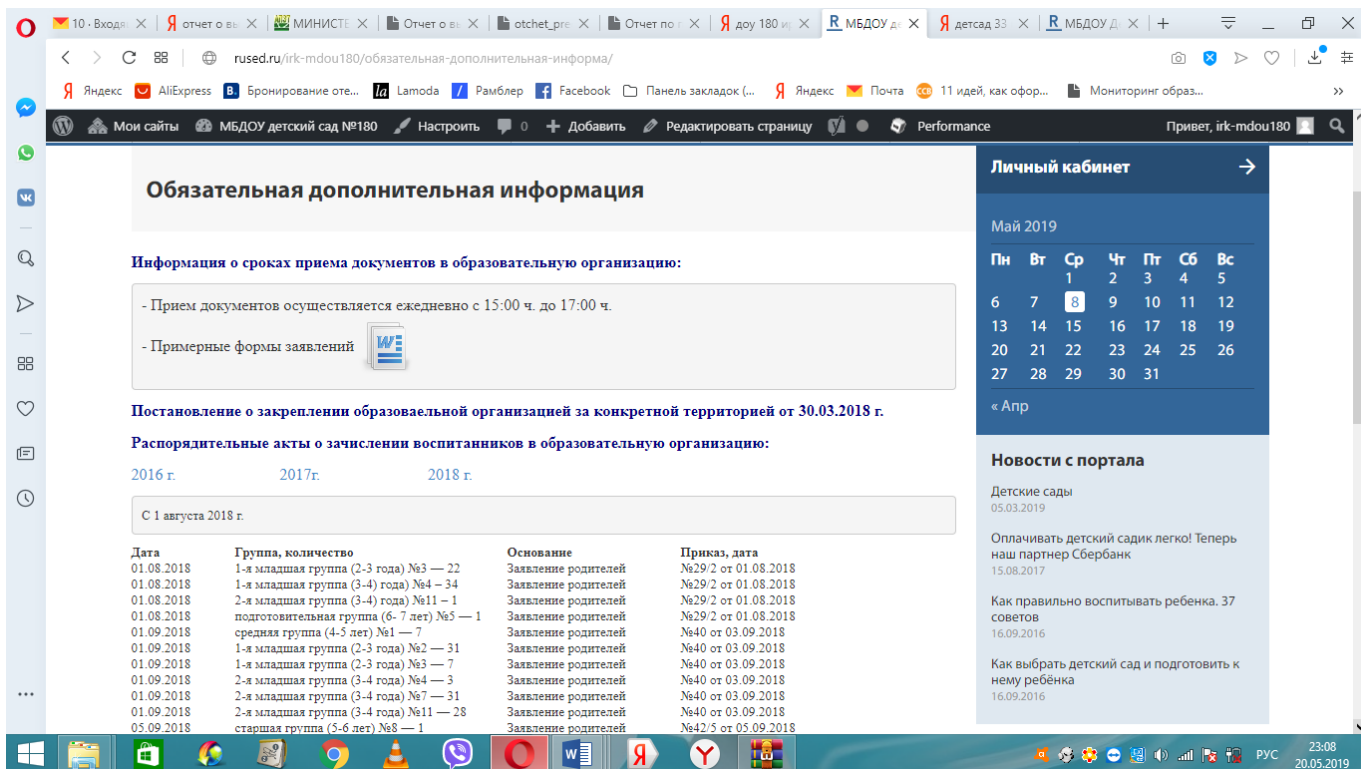 10 · Входя
отчет о вы
МИНИСТЕ
Отчет о вы
otchet_pre
Отчет по г
доу 180 ир
МБДОУ де
детсад 33
МБДОУ Д
rused.ru/irk-mdou180/обязательная-дополнительная-информа/
Яндекс AliExpress Бронирование оте... Lamoda Рамблер Facebook Панель закладок (... Яндекс Почта 11 идей, как офор... Мониторинг образ...
Мои сайты МБДОУ детский сад №180 Настроить 0 Добавить Редактировать страницу Performance Привет, irk-mdou180
Обязательная дополнительная информация
Информация о сроках приема документов в образовательную организацию:
- Прием документов осуществляется ежедневно с 15:00 ч. до 17:00 ч.
- Примерные формы заявлений
Постановление о закреплении образоваельной организацией за конкретной территорией от 30.03.2018 г.
Распорядительные акты о зачислении воспитанников в образовательную организацию:
2016 г. 2017г. 2018 г.
С 1 августа 2018 г.
Дата Группа, количество Основание Приказ, дата
01.08.2018 1-я младшая группа (2-3 года) №3 — 22 Заявление родителей №29/2 от 01.08.2018
01.08.2018 1-я младшая группа (3-4) года) №4 – 34 Заявление родителей №29/2 от 01.08.2018
01.08.2018 2-я младшая группа (3-4) года) №11 – 1 Заявление родителей №29/2 от 01.08.2018
01.08.2018 подготовительная группа (6- 7 лет) №5 — 1 Заявление родителей №29/2 от 01.08.2018
01.09.2018 средняя группа (4-5 лет) №1 — 7 Заявление родителей №40 от 03.09.2018
01.09.2018 1-я младшая группа (2-3 года) №2 — 31 Заявление родителей №40 от 03.09.2018
01.09.2018 1-я младшая группа (2-3 года) №3 — 7 Заявление родителей №40 от 03.09.2018
01.09.2018 2-я младшая группа (3-4 года) №4 — 3 Заявление родителей №40 от 03.09.2018
01.09.2018 2-я младшая группа (3-4 года) №7 — 31 Заявление родителей №40 от 03.09.2018
01.09.2018 2-я младшая группа (3-4 года) №11 — 28 Заявление родителей №40 от 03.09.2018
05.09.2018 старшая группа (5-6 лет) №8 — 1 Заявление родителей №42/5 от 05.09.2018
Личный кабинет
Май 2019
Пн Вт Ср Чт Пт Сб Вс
1 2 3 4 5
6 7 8 9 10 11 12
13 14 15 16 17 18 19
20 21 22 23 24 25 26
27 28 29 30 31
« Апр
Новости с портала
Детские сады
05.03.2019
Оплачивать детский садик легко! Теперь
наш партнер Сбербанк
15.08.2017
Как правильно воспитывать ребенка. 37
советов
16.09.2016
Как выбрать детский сад и подготовить к
нему ребёнка
16.09.2016
РУС
23:08
20.05.2019